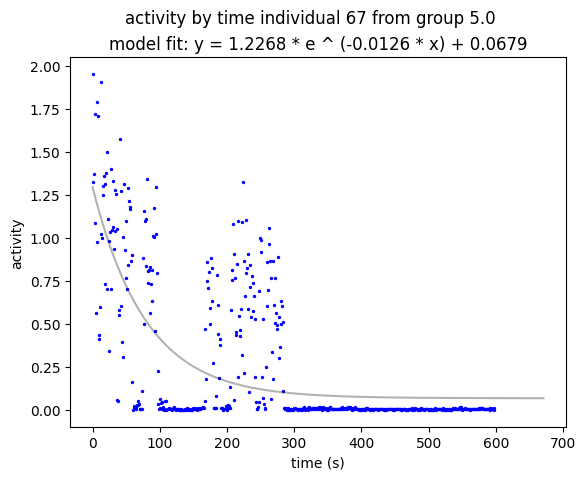 activity by time individual 67 from group 5.0
model fit: y = 1.2268 * e ^ (-0.0126 * x) + 0.0679
2.00
1.75
1.50
1.25
1.00
0.75
0.50
0.25
0.00
activity
0 100 200 300 400 500 600 700
time (s)